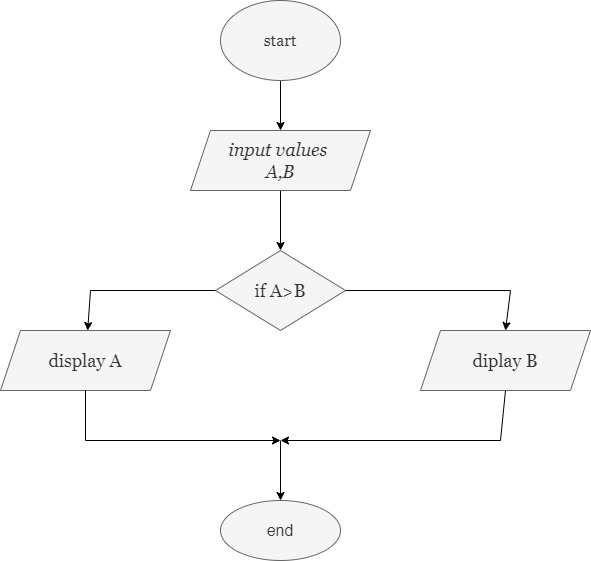 start
input values
A,B
if A>B
display A
diplay B
end